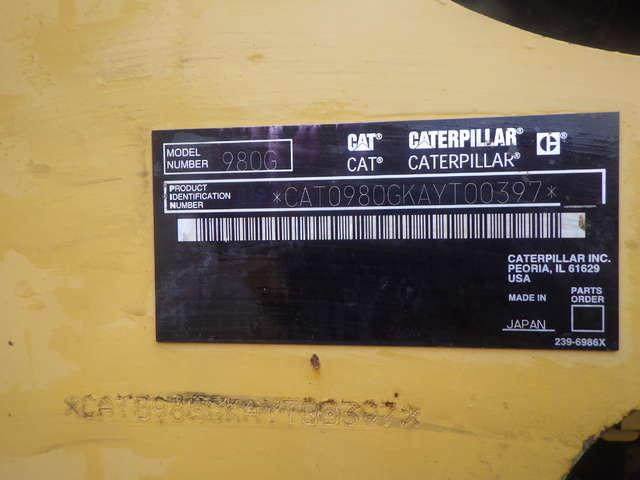 MODEL NUMBER 980G
CAT® CATERPILLAR® C®
CAT® CATERPILLAR®
PRODUCT IDENTIFICATION NUMBER *CAT0980GKAYT00397*
CATERPILLAR INC.
PEORIA, IL 61629
USA
MADE IN
JAPAN
PARTS
ORDER
239-6986X
*CAT0980GKAYT00397*